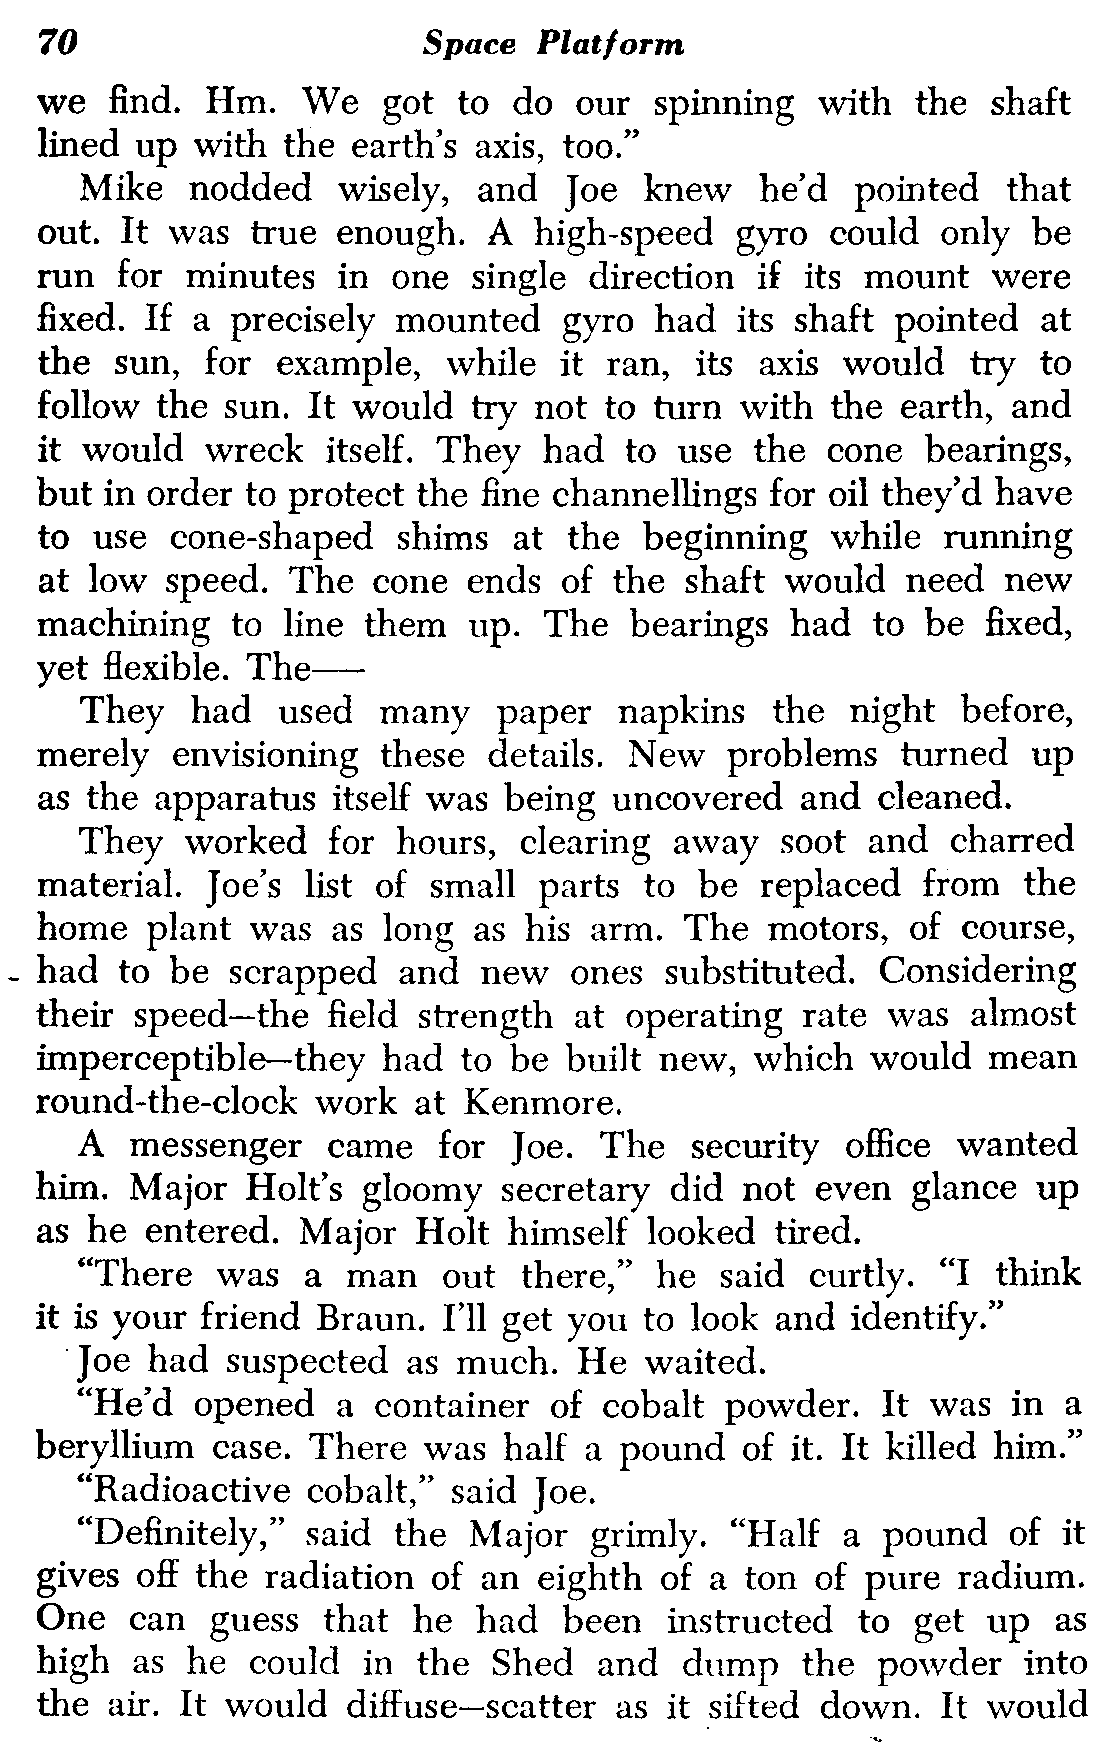 70 Space Platform
we find. Hm. We got to do our spinning with the shaft
lined up with the earth's axis, too.”
Mike nodded wisely, and Joe knew he'd pointed that
out. It was true enough. A high-speed gyro could only be
run for minutes in one single direction if its mount were
fixed. If a precisely mounted gyro had its shaft pointed at
the sun, for example, while it ran, its axis would try to
follow the sun. It would try not to turn with the earth, and
it would wreck itself. They had to use the cone bearings,
but in order to protect the fine channellings for oil they'd have
to use cone-shaped shims at the beginning while running
at low speed. The cone ends of the shaft would need new
machining to line them up. The bearings had to be fixed,
yet flexible. The——
They had used many paper napkins the night before,
merely envisioning these details. New problems turned up
as the apparatus itself was being uncovered and cleaned.
They worked for hours, clearing away soot and charred
material. Joe's list of small parts to be replaced from the
home plant was as long as his arm. The motors, of course,
had to be scrapped and new ones substituted. Considering
their speed—the field strength at operating rate was almost
imperceptible—they had to be built new, which would mean
round-the-clock work at Kenmore.
A messenger came for Joe. The security office wanted
him. Major Holt's gloomy secretary did not even glance up
as he entered. Major Holt himself looked tired.
“There was a man out there,” he said curtly. “I think
it is your friend Braun. I'll get you to look and identify.”
Joe had suspected as much. He waited.
“He'd opened a container of cobalt powder. It was in a
beryllium case. There was half a pound of it. It killed him.”
“Radioactive cobalt,” said Joe.
“Definitely,” said the Major grimly. “Half a pound of it
gives off the radiation of an eighth of a ton of pure radium.
One can guess that he had been instructed to get up as
high as he could in the Shed and dump the powder into
the air. It would diffuse—scatter as it sifted down. It would